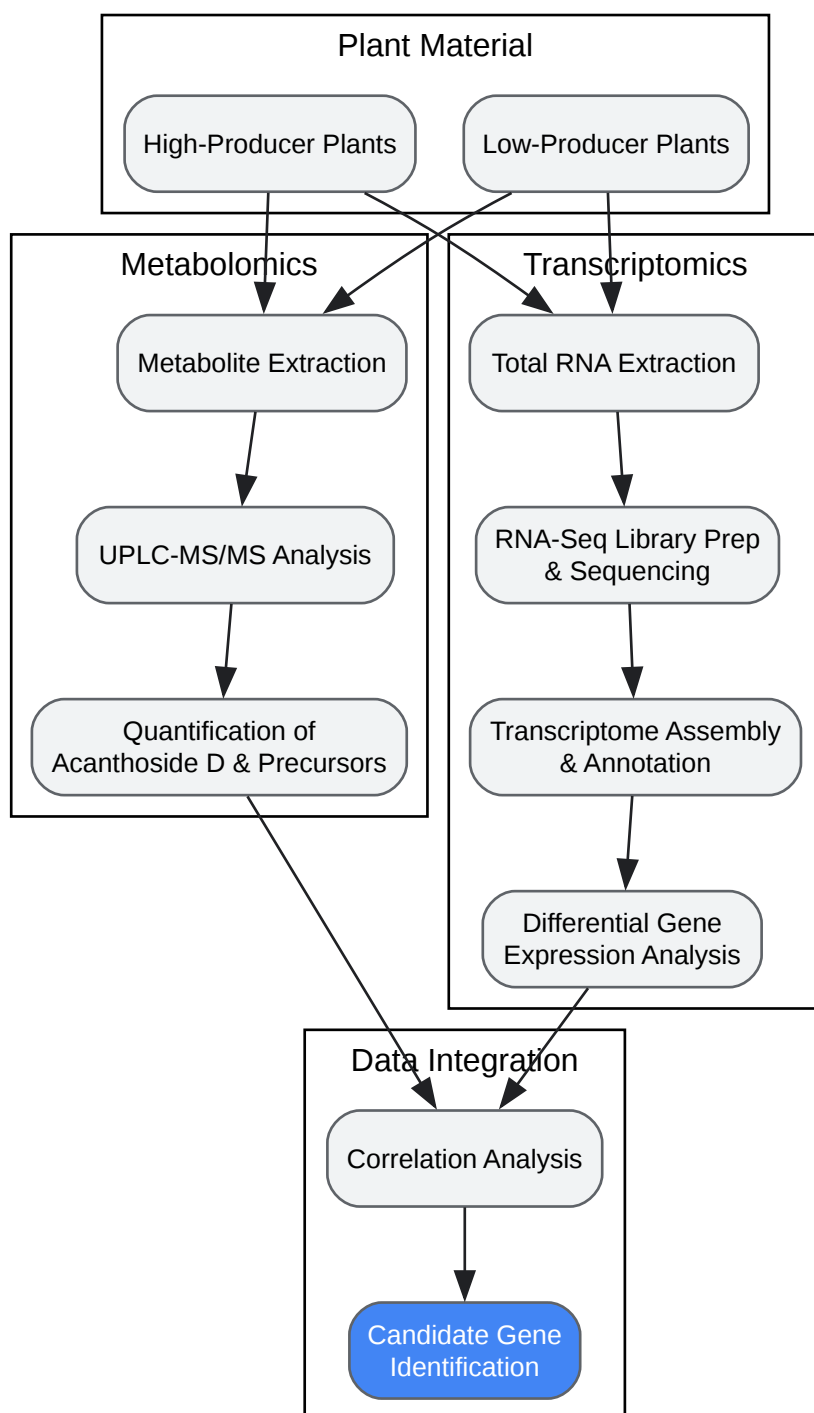 Plant Material
High-Producer Plants
Low-Producer Plants
Metabolomics
Metabolite Extraction
UPLC-MS/MS Analysis
Quantification of
Acanthoside D & Precursors
Transcriptomics
Total RNA Extraction
RNA-Seq Library Prep
& Sequencing
Transcriptome Assembly
& Annotation
Differential Gene
Expression Analysis
Data Integration
Correlation Analysis
Candidate Gene
Identification